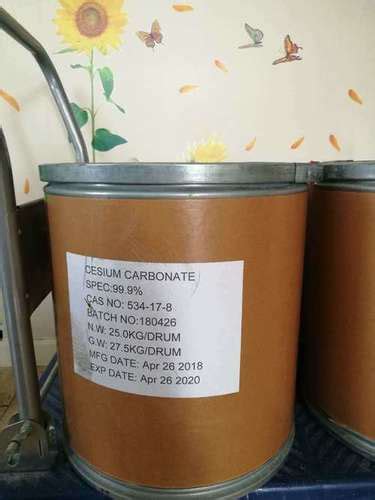 CESIUM CARBONATE
SPEC:99.9%
CAS NO: 534-17-8
BATCH NO:180426
N.W: 25.0KG/DRUM
G.W: 27.5KG/DRUM
MFG DATE: Apr 26 2018
EXP DATE: Apr 26 2020